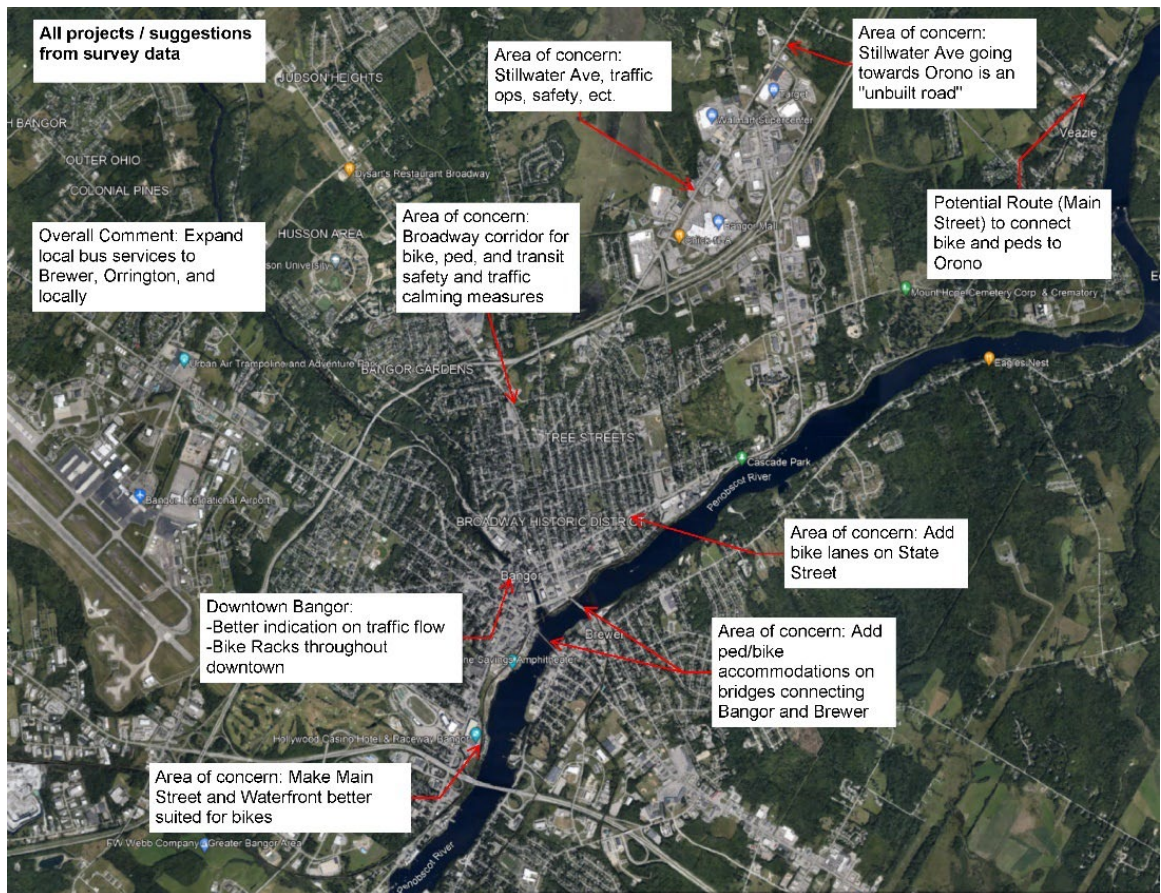 All projects / suggestions
from survey data
Area of concern:
Stillwater Ave, traffic
ops, safety, ect.
Area of concern:
Stillwater Ave going
towards Orono is an
"unbuilt road"
JUDSON HEIGHTS
H BANGOR
OUTER OHIO
COLONIAL PINES
Dysart's Restaurant Broadway
Target
Walmart Supercenter
Veazie
Overall Comment: Expand
local bus services to
Brewer, Orrington, and
locally
HUSSON AREA
son University
Area of concern:
Broadway corridor for
bike, ped, and transit
safety and traffic
calming measures
Bangor Mall
Potential Route (Main
Street) to connect
bike and peds to
Orono
Mount Hope Cemetery Corp. & Crematory
Urban Air Trampoline and Adventure Park
BANGOR GARDENS
Eagles Nest
TREE STREETS
Cascade Park
Penobscot River
Bangor International Airport
BROADWAY HISTORIC DISTRICT
Area of concern: Add
bike lanes on State
Street
Bangor
Downtown Bangor:
-Better indication on traffic flow
-Bike Racks throughout
downtown
Brewer
Area of concern: Add
ped/bike
accommodations on
bridges connecting
Bangor and Brewer
ne Savings Amphitheater
Hollywood Casino Hotel & Raceway Bangor
Area of concern: Make Main
Street and Waterfront better
suited for bikes
FW Webb Company - Greater Bangor Area
Penobscot River